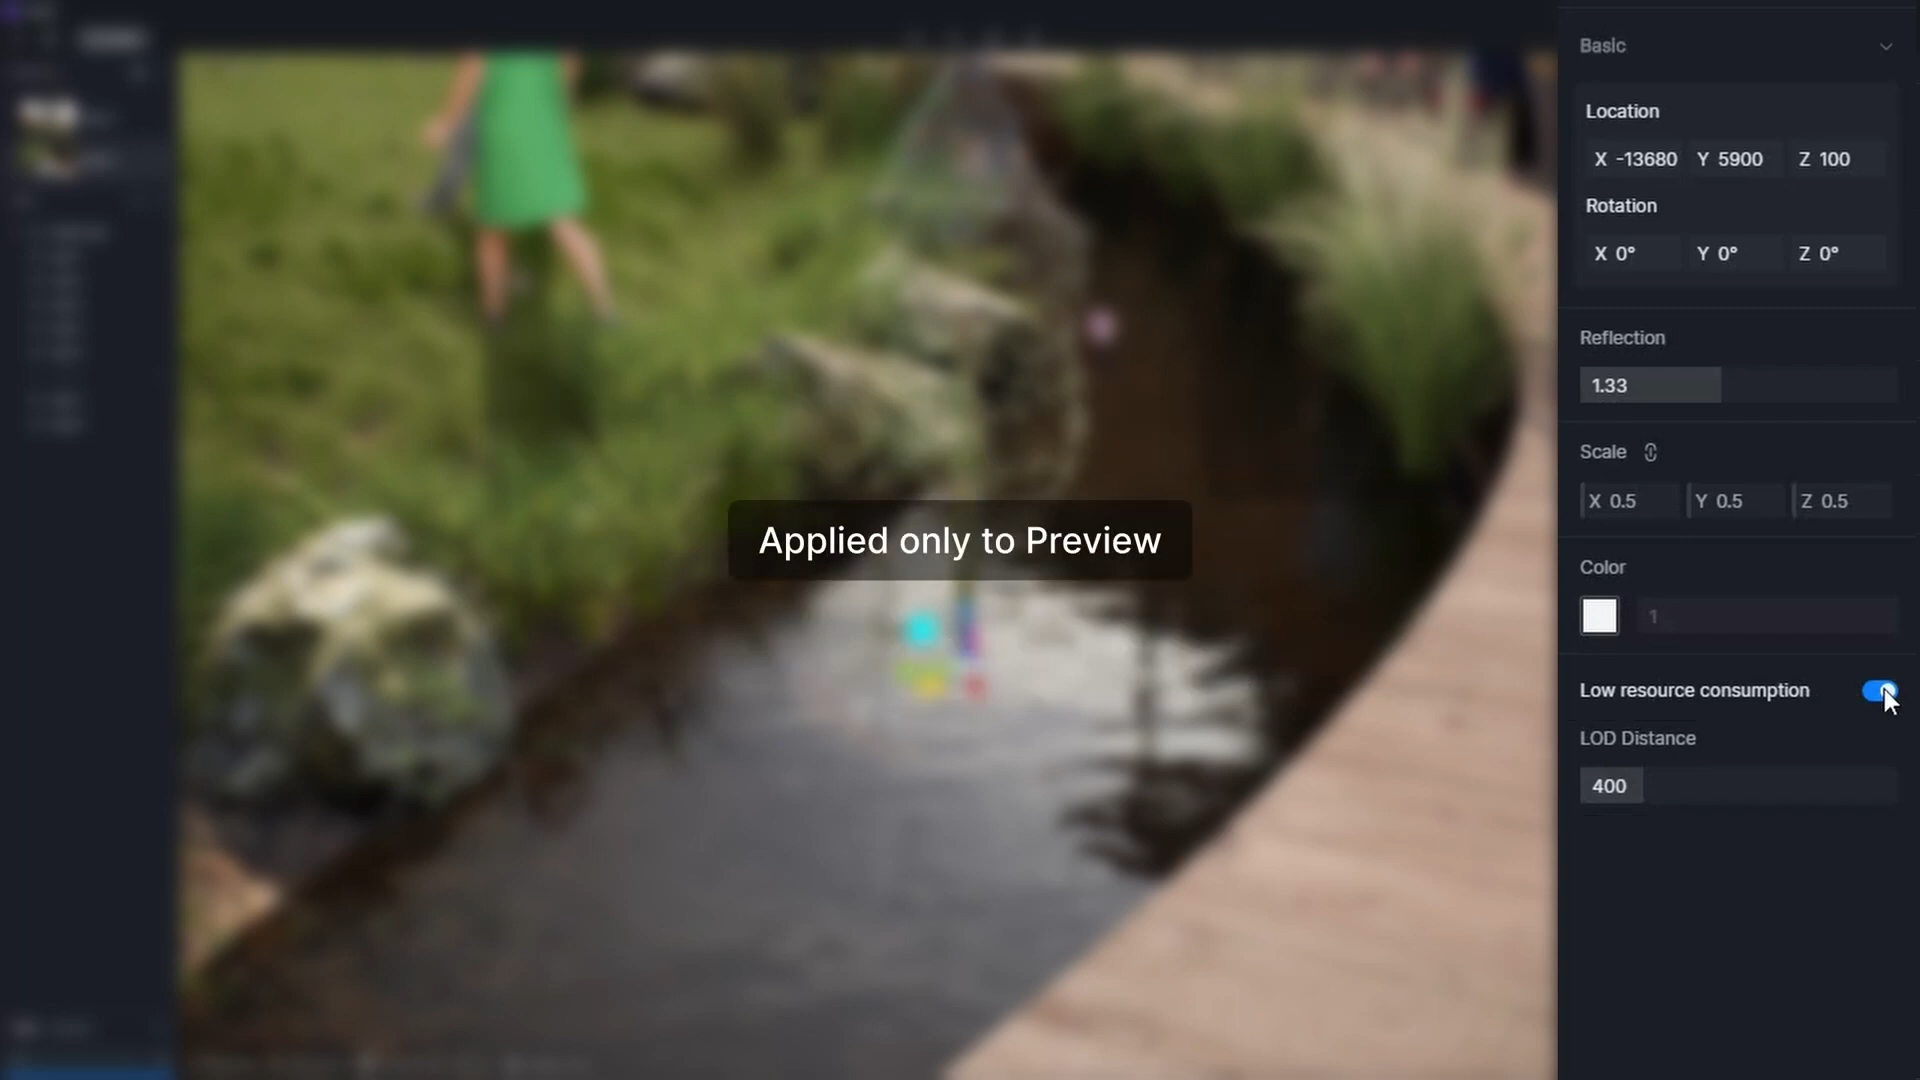 Basic
Location
X -13680 Y 5900 Z 100
Rotation
X 0° Y 0° Z 0°
Reflection
1.33
Scale
X 0.5 Y 0.5 Z 0.5
Applied only to Preview
Color
1
Low resource consumption
LOD Distance
400